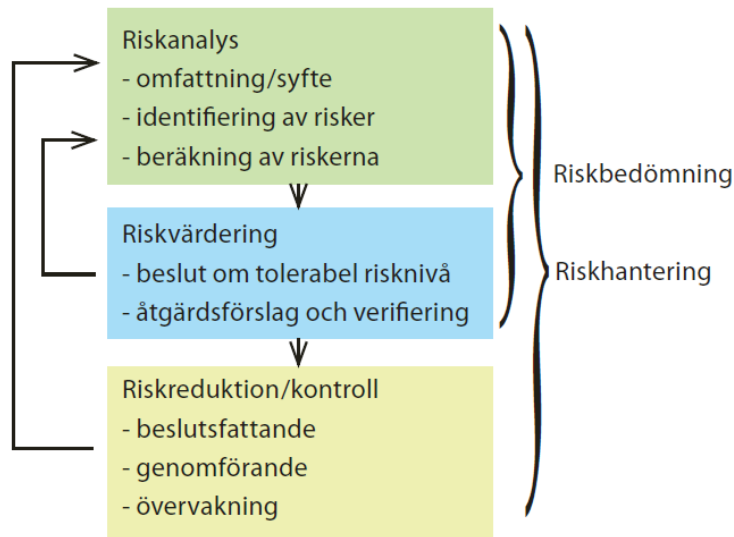 Riskanalys
- omfattning/syfte
- identifiering av risker
- beräkning av riskerna
Riskvärdering
- beslut om tolerabel risknivå
- åtgärdsförslag och verifiering
Riskreduktion/kontroll
- beslutsfattande
- genomförande
- övervakning
Riskbedömning
Riskhantering